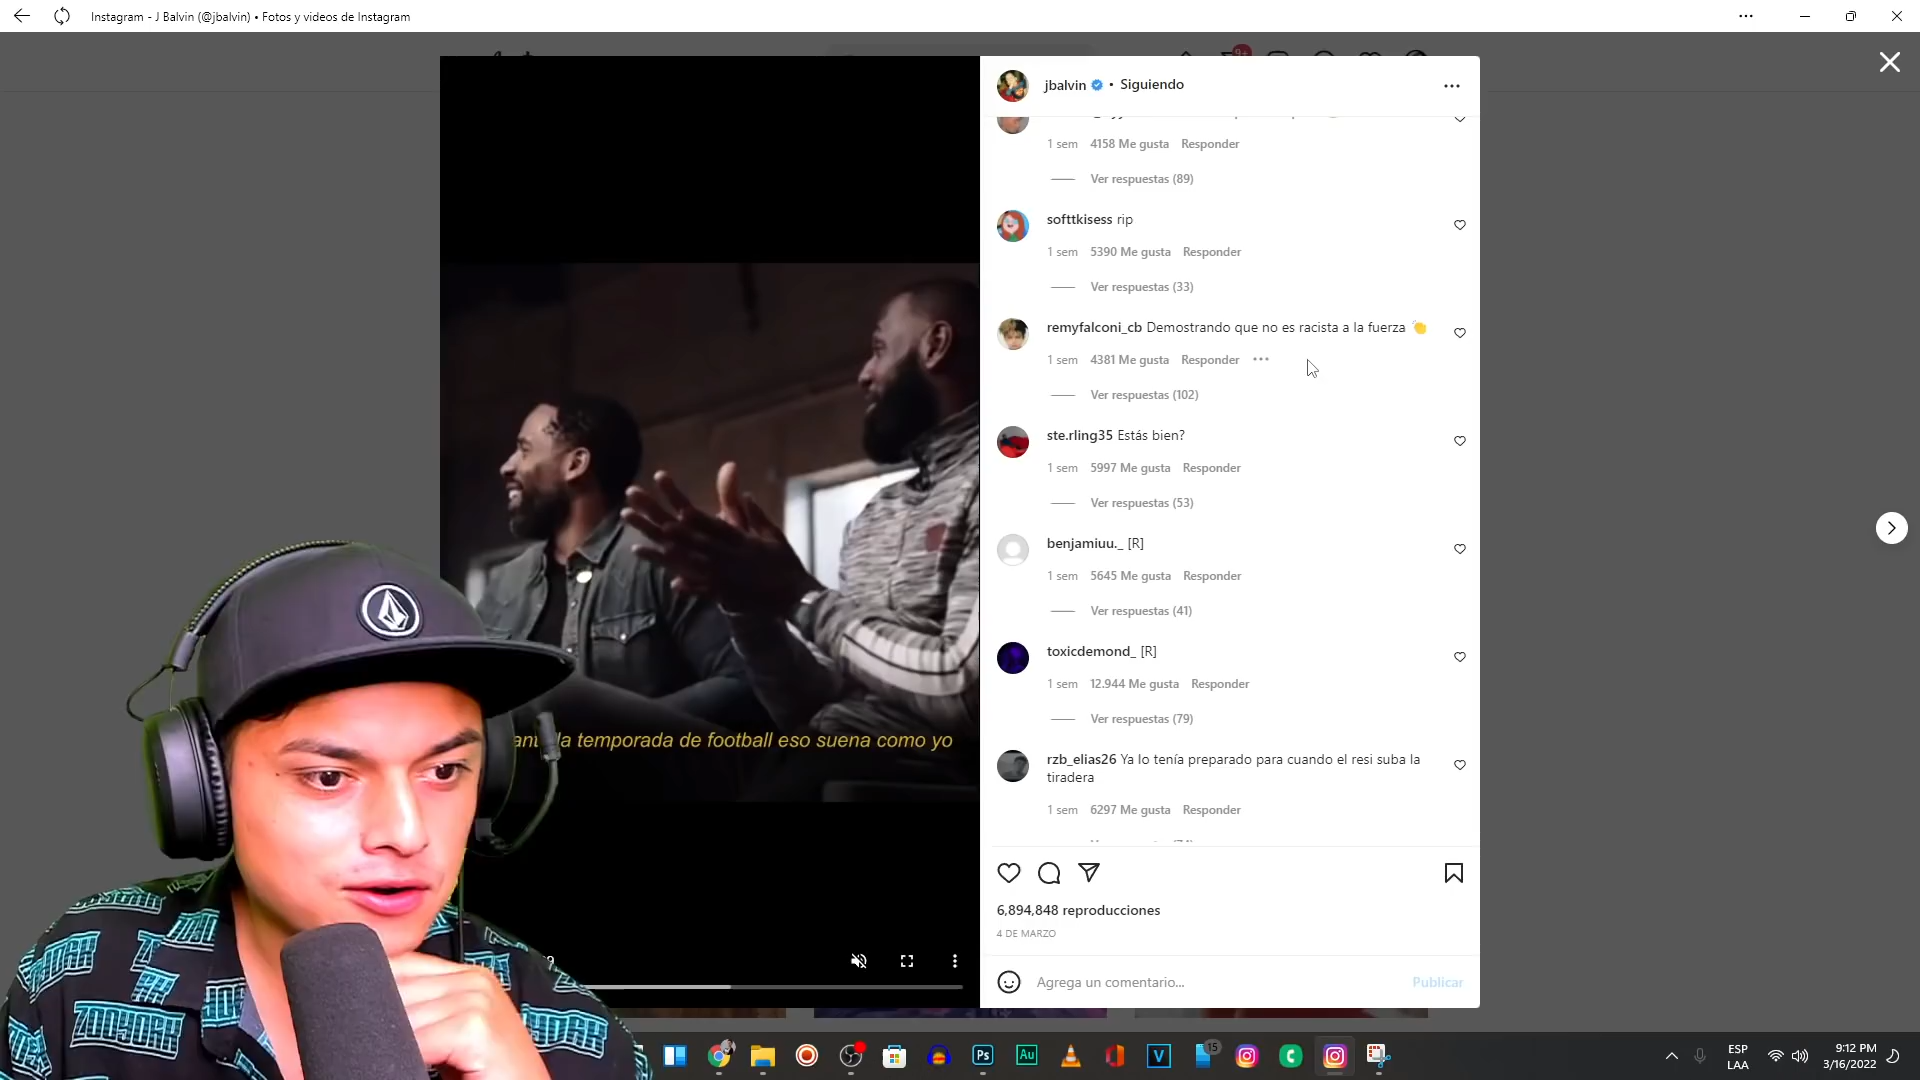 Instagram - J Balvin (@jbalvin) • Fotos y videos de Instagram
9+
jbalvin • Siguiendo
1 sem 4158 Me gusta Responder
Ver respuestas (89)
softtkisess rip
1 sem 5390 Me gusta Responder
Ver respuestas (33)
remyfalconi_cb Demostrando que no es racista a la fuerza 👏
1 sem 4381 Me gusta Responder
Ver respuestas (102)
ste.rling35 Estás bien?
1 sem 5997 Me gusta Responder
Ver respuestas (53)
benjamiuu._ [R]
1 sem 5645 Me gusta Responder
Ver respuestas (41)
toxicdemond_ [R]
1 sem 12.944 Me gusta Responder
Ver respuestas (79)
rzb_elias26 Ya lo tenía preparado para cuando el resi suba la
tiradera
1 sem 6297 Me gusta Responder
6,894,848 reproducciones
4 DE MARZO
Agrega un comentario... Publicar
la temporada de football eso suena como yo
ZOOYORK
Ps
Au
V
15
ESP
LAA
9:12 PM
3/16/2022